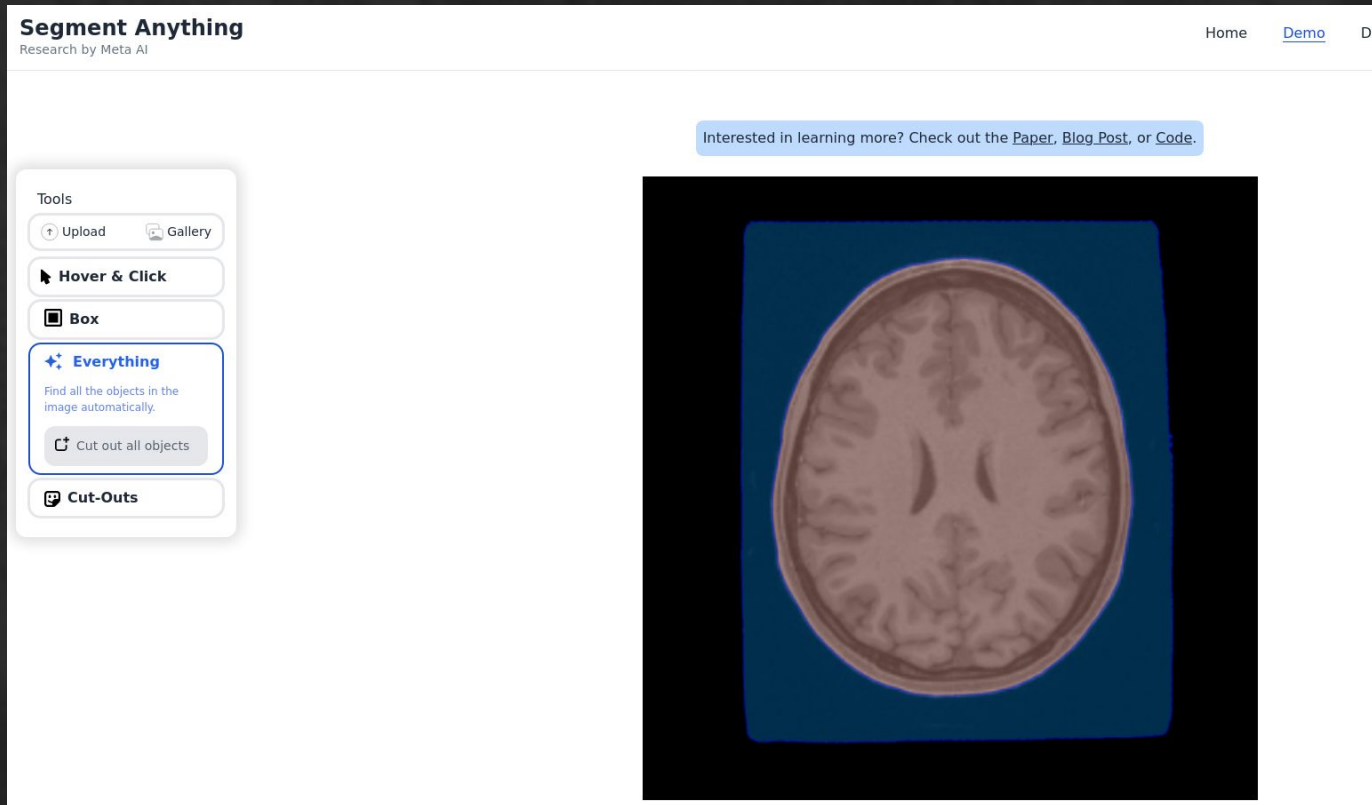 Segment Anything
Research by Meta AI
Home
Demo
D
Interested in learning more? Check out the Paper, Blog Post, or Code.
Tools
Upload
Gallery
Hover & Click
Box
Everything
Find all the objects in the
image automatically.
Cut out all objects
Cut-Outs